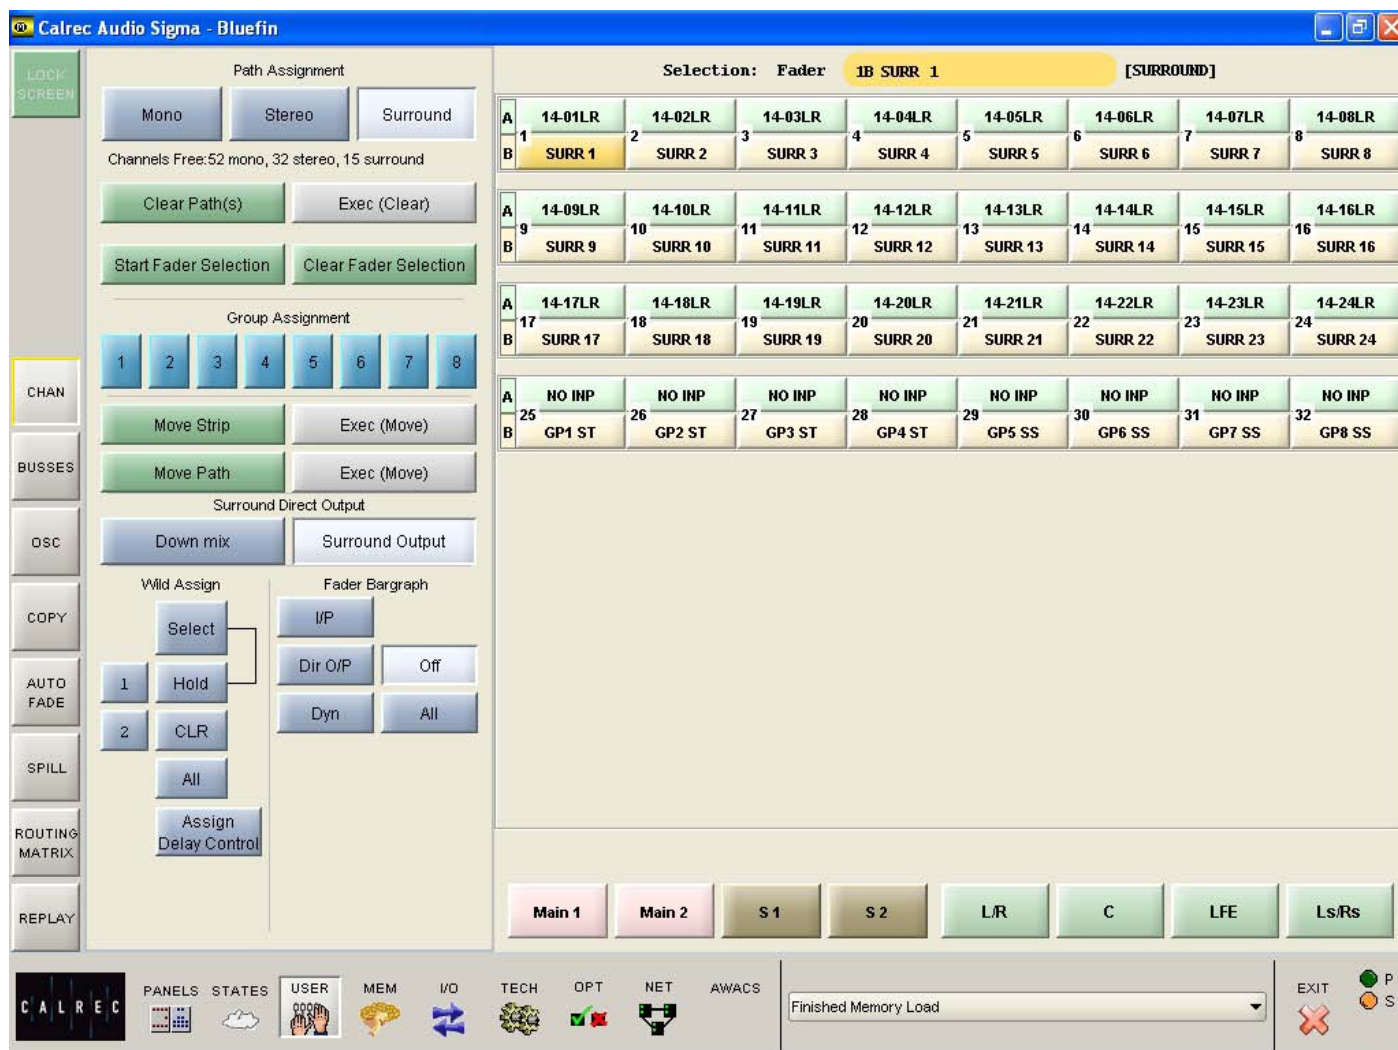 Calrec Audio Sigma - Bluefin
LOCK
SCREEN
CHAN
BUSSES
OSC
COPY
AUTO
FADE
SPILL
ROUTING
MATRIX
REPLAY
Path Assignment
Mono Stereo Surround
Channels Free:52 mono, 32 stereo, 15 surround
Clear Path(s) Exec (Clear)
Start Fader Selection Clear Fader Selection
Group Assignment
1 2 3 4 5 6 7 8
Move Strip Exec (Move)
Move Path Exec (Move)
Surround Direct Output
Down mix Surround Output
Wild Assign
Select
1 Hold
2 CLR
All
Assign
Delay Control
Fader Bargraph
I/P
Dir O/P Off
Dyn All
Selection: Fader 1B SURR 1 [SURROUND]
A 14-01LR 14-02LR 14-03LR 14-04LR 14-05LR 14-06LR 14-07LR 14-08LR
1 2 3 4 5 6 7 8
B SURR 1 SURR 2 SURR 3 SURR 4 SURR 5 SURR 6 SURR 7 SURR 8
A 14-09LR 14-10LR 14-11LR 14-12LR 14-13LR 14-14LR 14-15LR 14-16LR
9 10 11 12 13 14 15 16
B SURR 9 SURR 10 SURR 11 SURR 12 SURR 13 SURR 14 SURR 15 SURR 16
A 14-17LR 14-18LR 14-19LR 14-20LR 14-21LR 14-22LR 14-23LR 14-24LR
17 18 19 20 21 22 23 24
B SURR 17 SURR 18 SURR 19 SURR 20 SURR 21 SURR 22 SURR 23 SURR 24
A NO INP NO INP NO INP NO INP NO INP NO INP NO INP NO INP
25 26 27 28 29 30 31 32
B GP1 ST GP2 ST GP3 ST GP4 ST GP5 SS GP6 SS GP7 SS GP8 SS
Main 1 Main 2 S 1 S 2 L/R C LFE Ls/Rs
CALREC
PANELS STATES USER MEM I/O TECH OPT NET AWACS
Finished Memory Load
EXIT
P
S